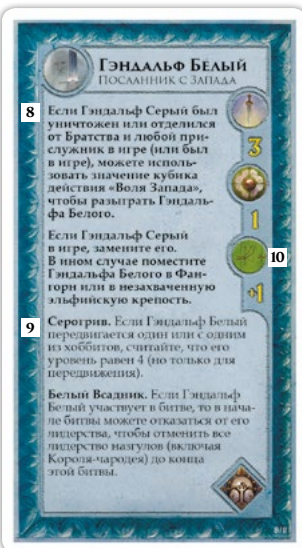 Гэндальф Белый
Посланник с Запада
8
Если Гэндальф Серый был
уничтожен или отделился
от Братства и любой при-
служник в игре (или был
в игре), можете исполь-
зовать значение кубика
действия «Воля Запада»,
чтобы разыграть Гэндаль-
фа Белого.
3
1
Если Гэндальф Серый
в игре, замените его.
В ином случае поместите
Гэндальфа Белого в Фан-
горн или в незахваченную
эльфийскую крепость.
10
+1
9
Серогрив. Если Гэндальф Белый
передвигается один или с одним
из хоббитов, считайте, что его
уровень равен 4 (но только для
передвижения).
Белый Всадник. Если Гэндальф
Белый участвует в битве, то в нача-
ле битвы можете отказаться от его
лидерства, чтобы отменить все
лидерство назгулов (включая
Короля-чародея) до конца
этой битвы.